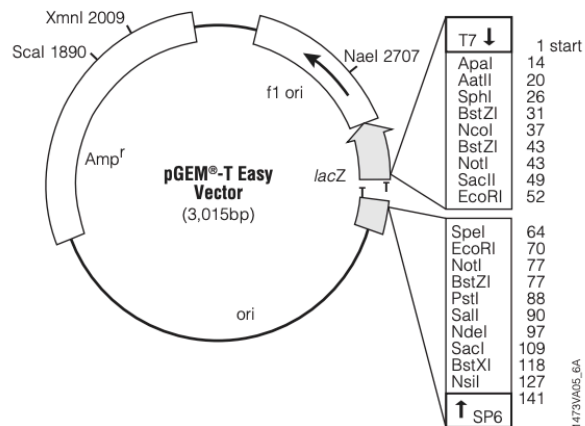 XmnI 2009
ScaI 1890
NaeI 2707
f1 ori
Ampʳ
pGEM®-T Easy
Vector
(3,015bp)
lacZ
T T
ori
T7 ↓ 1 start
ApaI 14
AatII 20
SphI 26
BstZI 31
NcoI 37
BstZI 43
NotI 43
SacII 49
EcoRI 52
SpeI 64
EcoRI 70
NotI 77
BstZI 77
PstI 88
SalI 90
NdeI 97
SacI 109
BstXI 118
NsiI 127
141
↑ SP6
1473VA05_6A